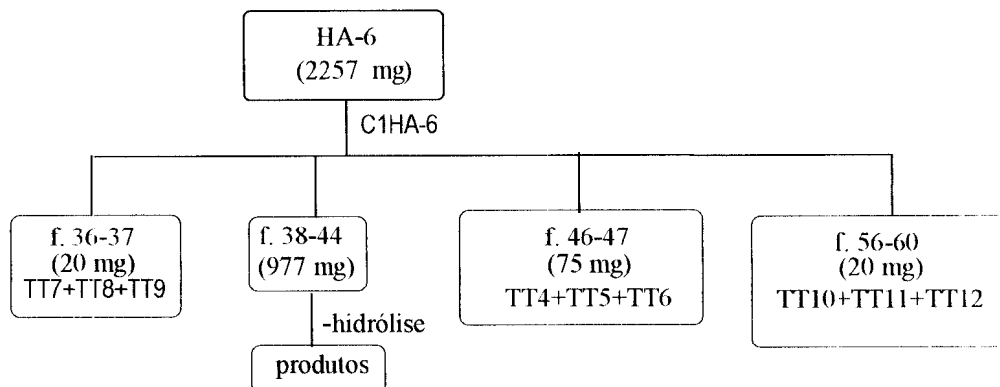 HA-6
(2257 mg)
C1HA-6
f. 36-37
(20 mg)
TT7+TT8+TT9
f. 38-44
(977 mg)
-hidrólise
produtos
f. 46-47
(75 mg)
TT4+TT5+TT6
f. 56-60
(20 mg)
TT10+TT11+TT12